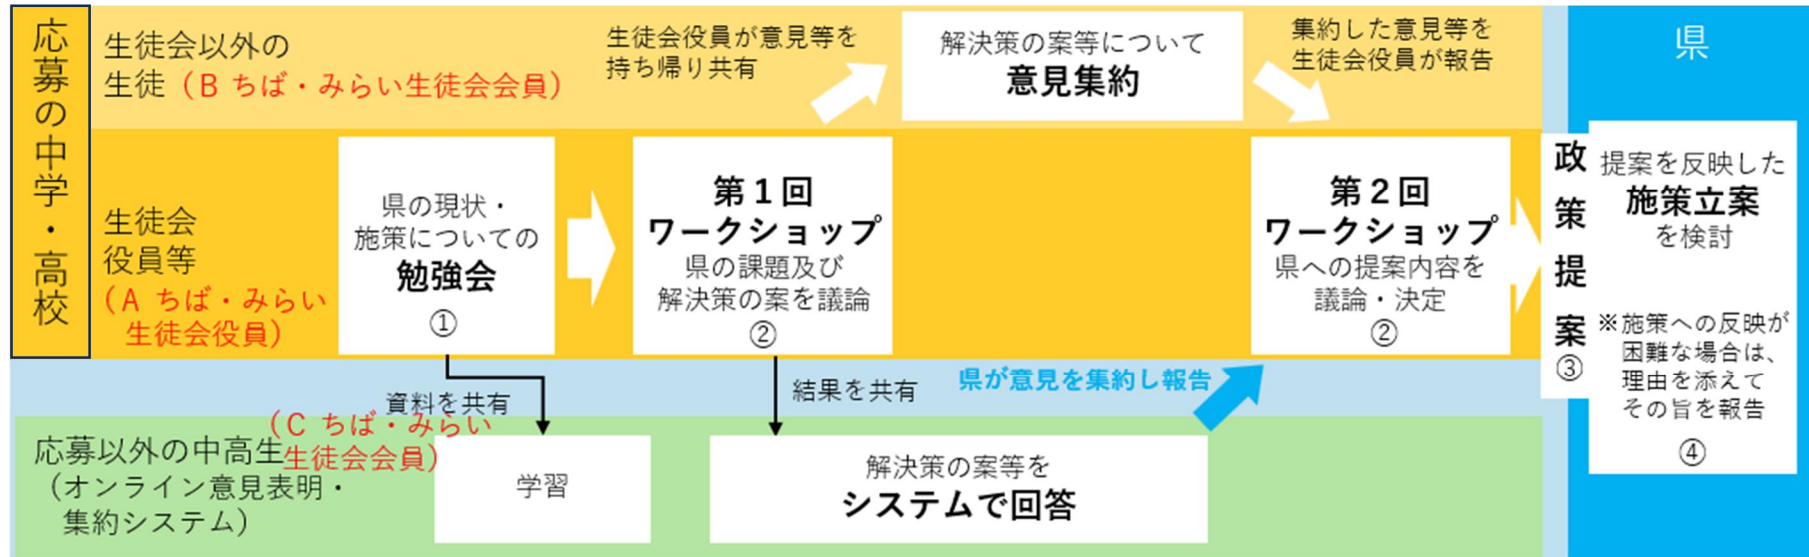 応募の中学・高校
生徒会以外の
生徒（B ちば・みらい生徒会会員）
生徒会役員が意見等を
持ち帰り共有
解決策の案等について
意見集約
集約した意見等を
生徒会役員が報告
生徒会
役員等
（A ちば・みらい
生徒会役員）
県の現状・
施策についての
勉強会
①
第１回
ワークショップ
県の課題及び
解決策の案を議論
②
第２回
ワークショップ
県への提案内容を
議論・決定
②
政策提案③
県
提案を反映した
施策立案
を検討
※施策への反映が
困難な場合は、
理由を添えて
その旨を報告
④
資料を共有
結果を共有
県が意見を集約し報告
応募以外の中高生
（C ちば・みらい
生徒会会員）
（オンライン意見表明・
集約システム）
学習
解決策の案等を
システムで回答